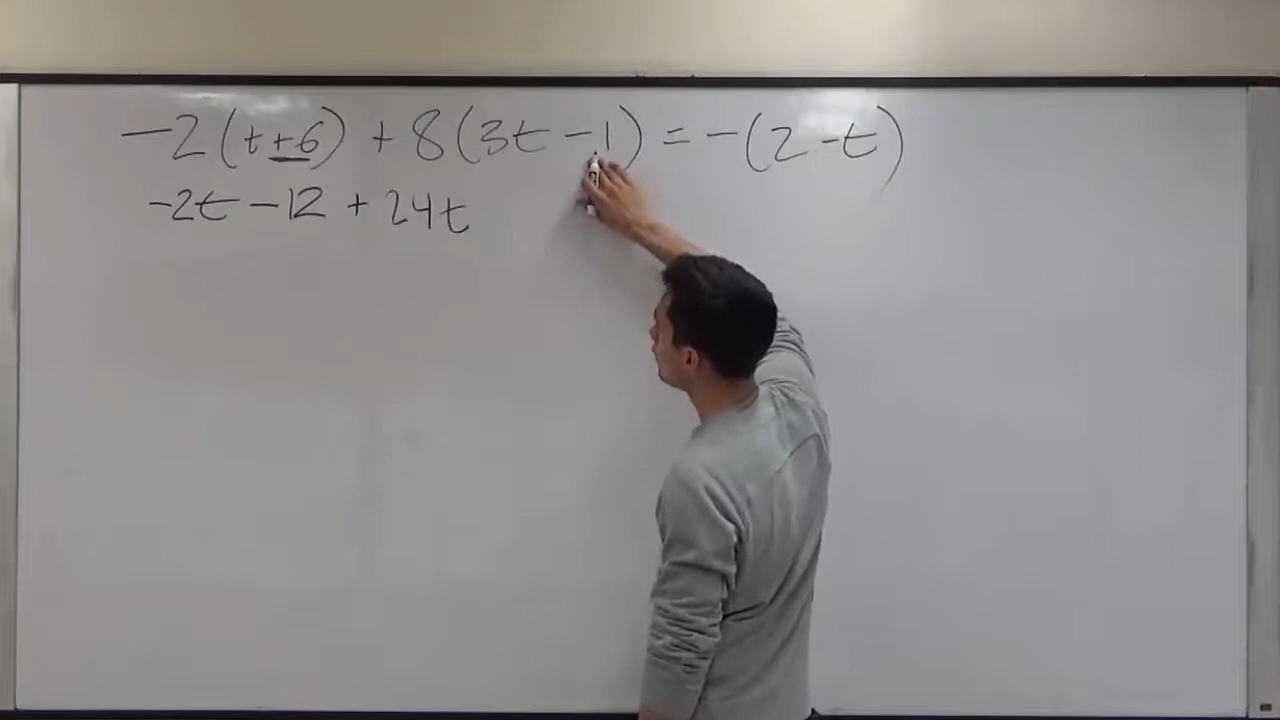 -2(t+6) + 8(3t-1) = -(2-t)
-2t-12 + 24t